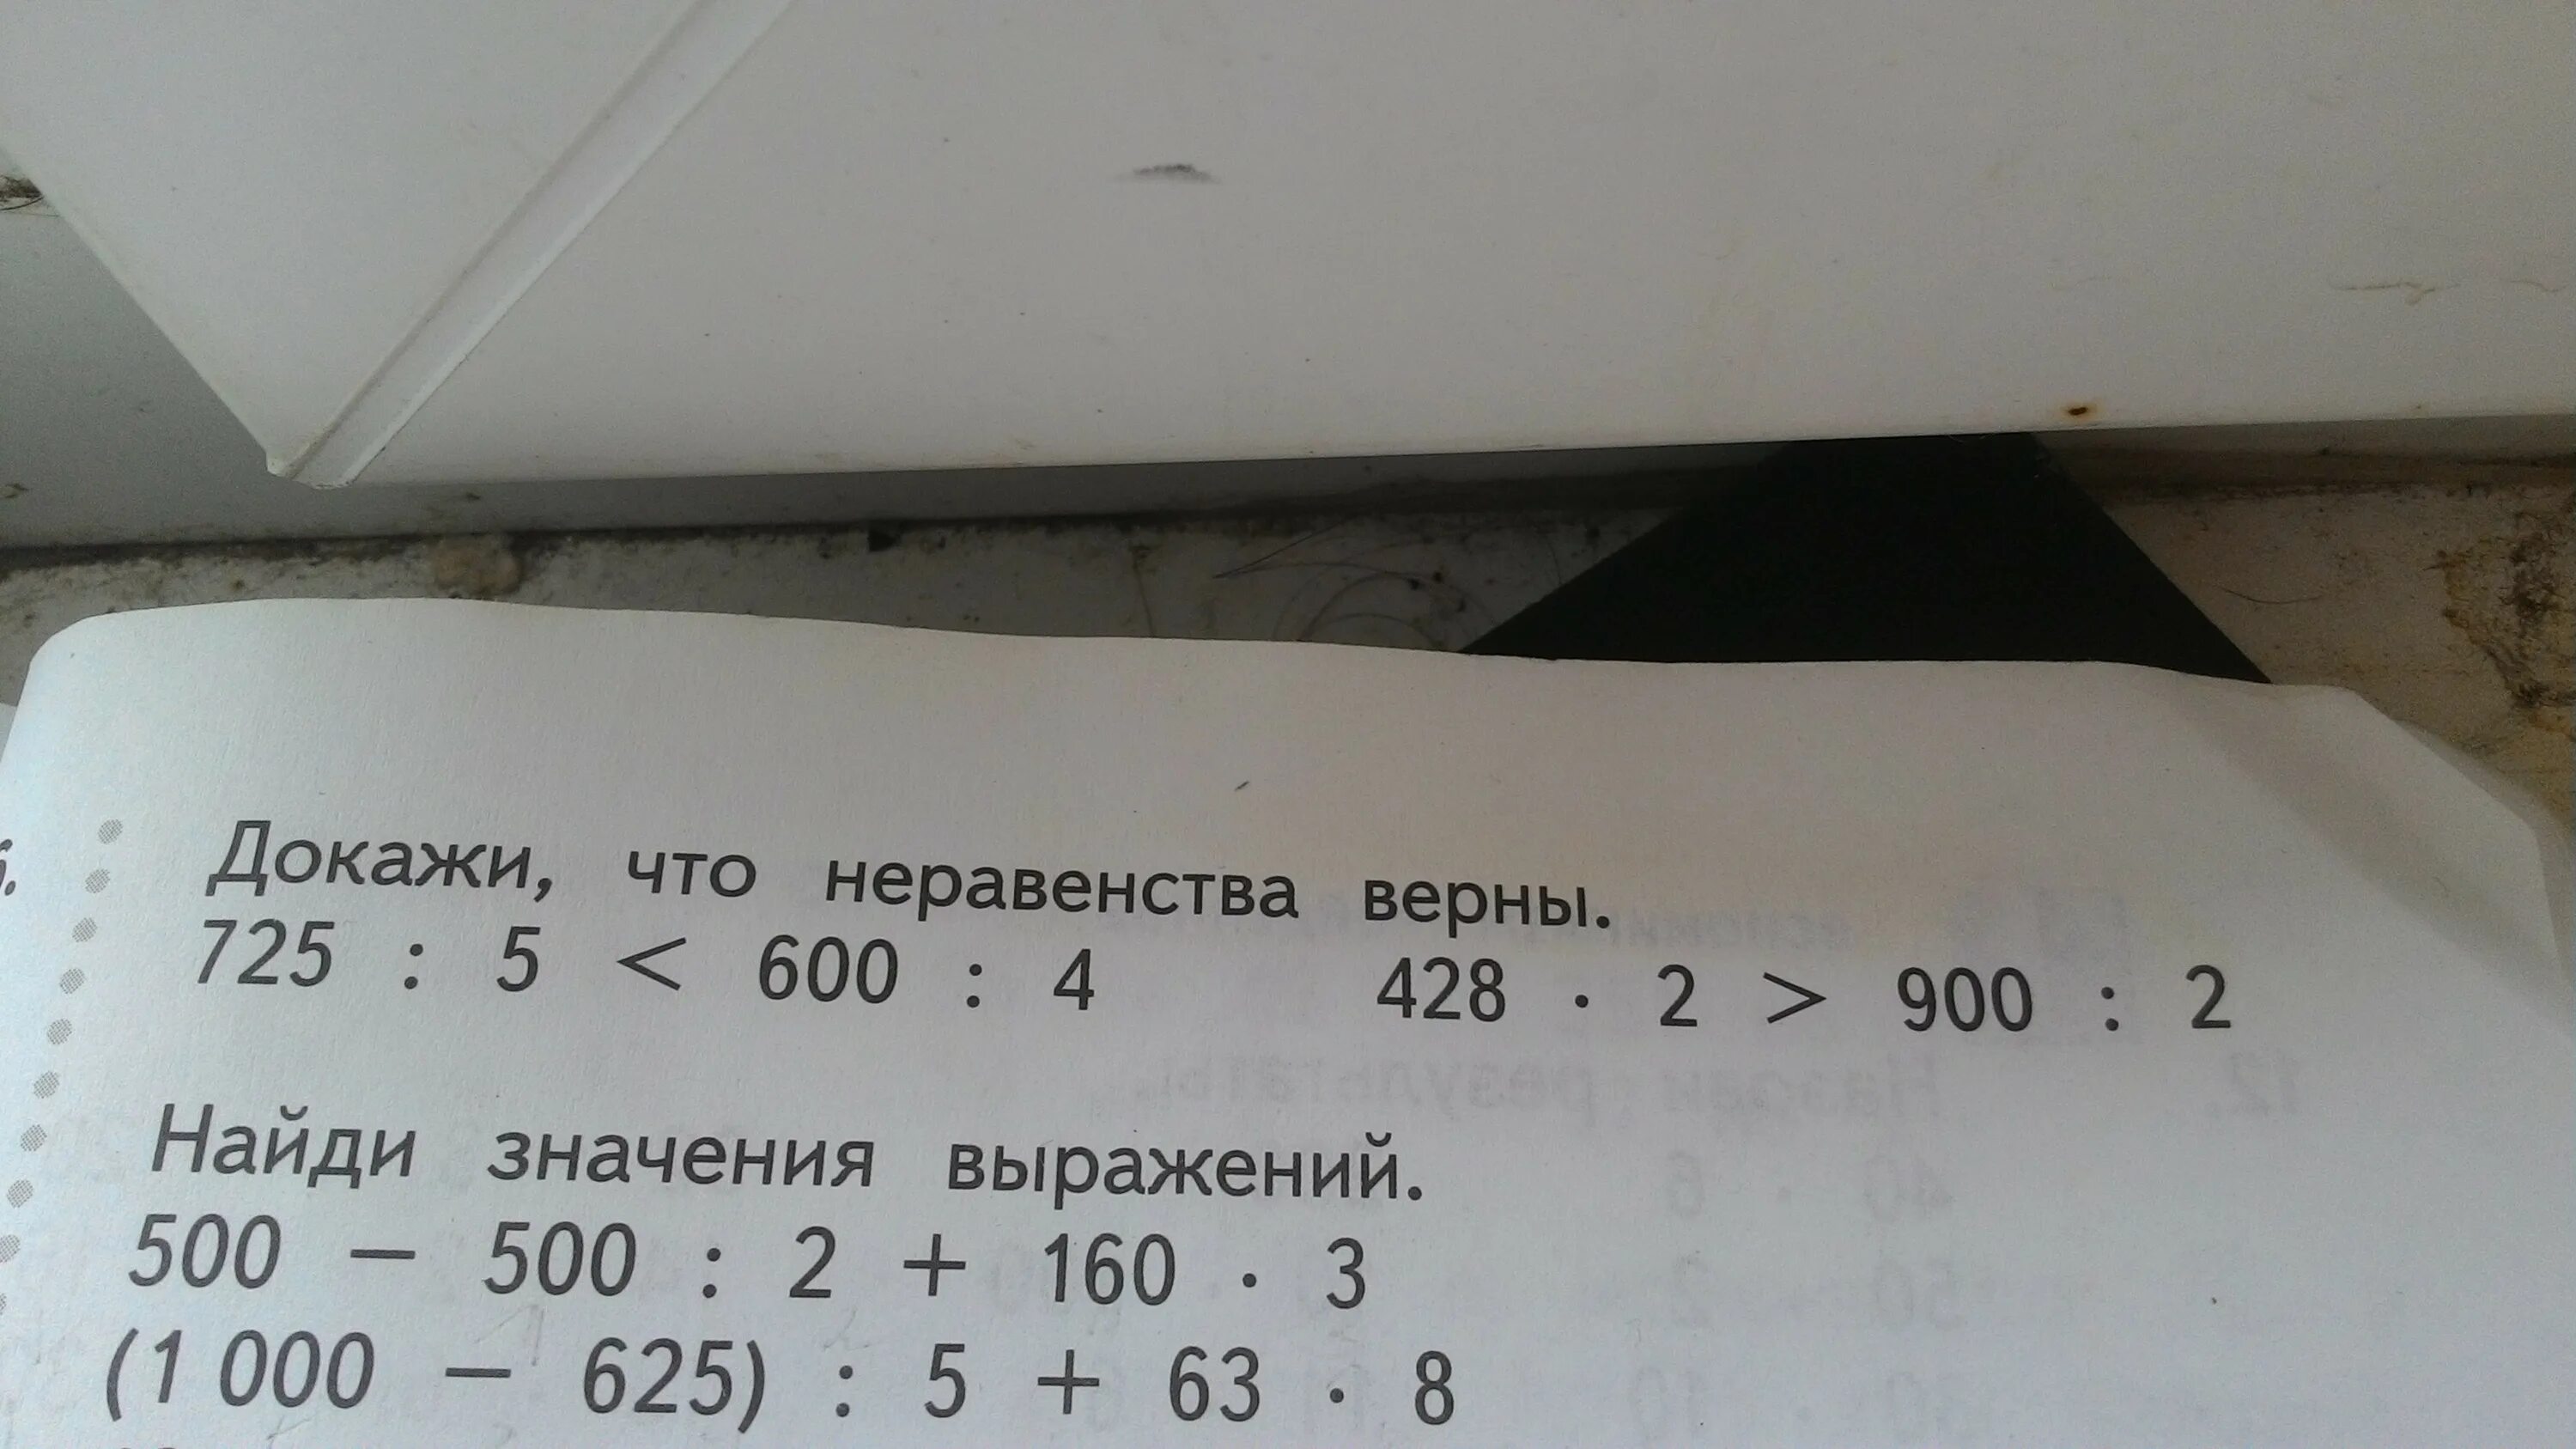 Докажи, что неравенства верны.
725 : 5 < 600 : 4 428 · 2 > 900 : 2
Найди значения выражений.
500 – 500 : 2 + 160 · 3
(1 000 – 625) : 5 + 63 · 8